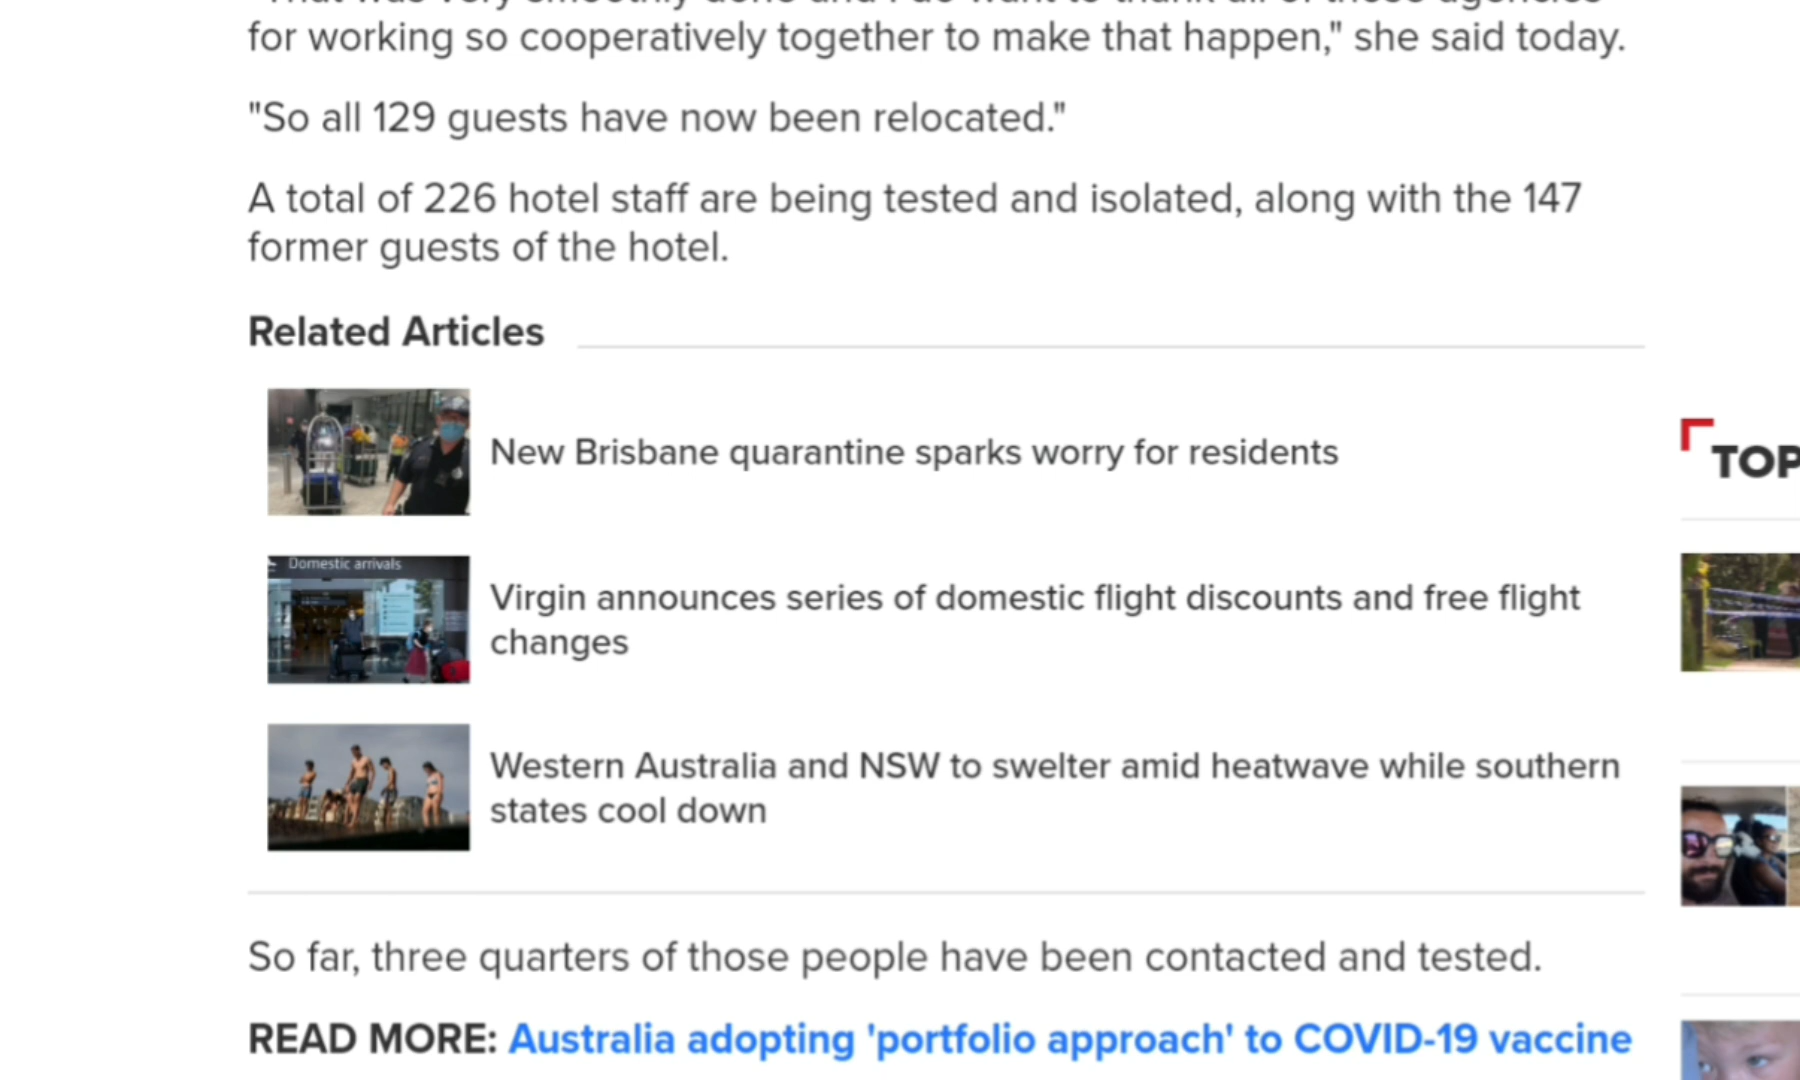 for working so cooperatively together to make that happen," she said today.
"So all 129 guests have now been relocated."
A total of 226 hotel staff are being tested and isolated, along with the 147
former guests of the hotel.
Related Articles
New Brisbane quarantine sparks worry for residents
TOP
Domestic arrivals
Virgin announces series of domestic flight discounts and free flight
changes
Western Australia and NSW to swelter amid heatwave while southern
states cool down
So far, three quarters of those people have been contacted and tested.
READ MORE: Australia adopting 'portfolio approach' to COVID-19 vaccine